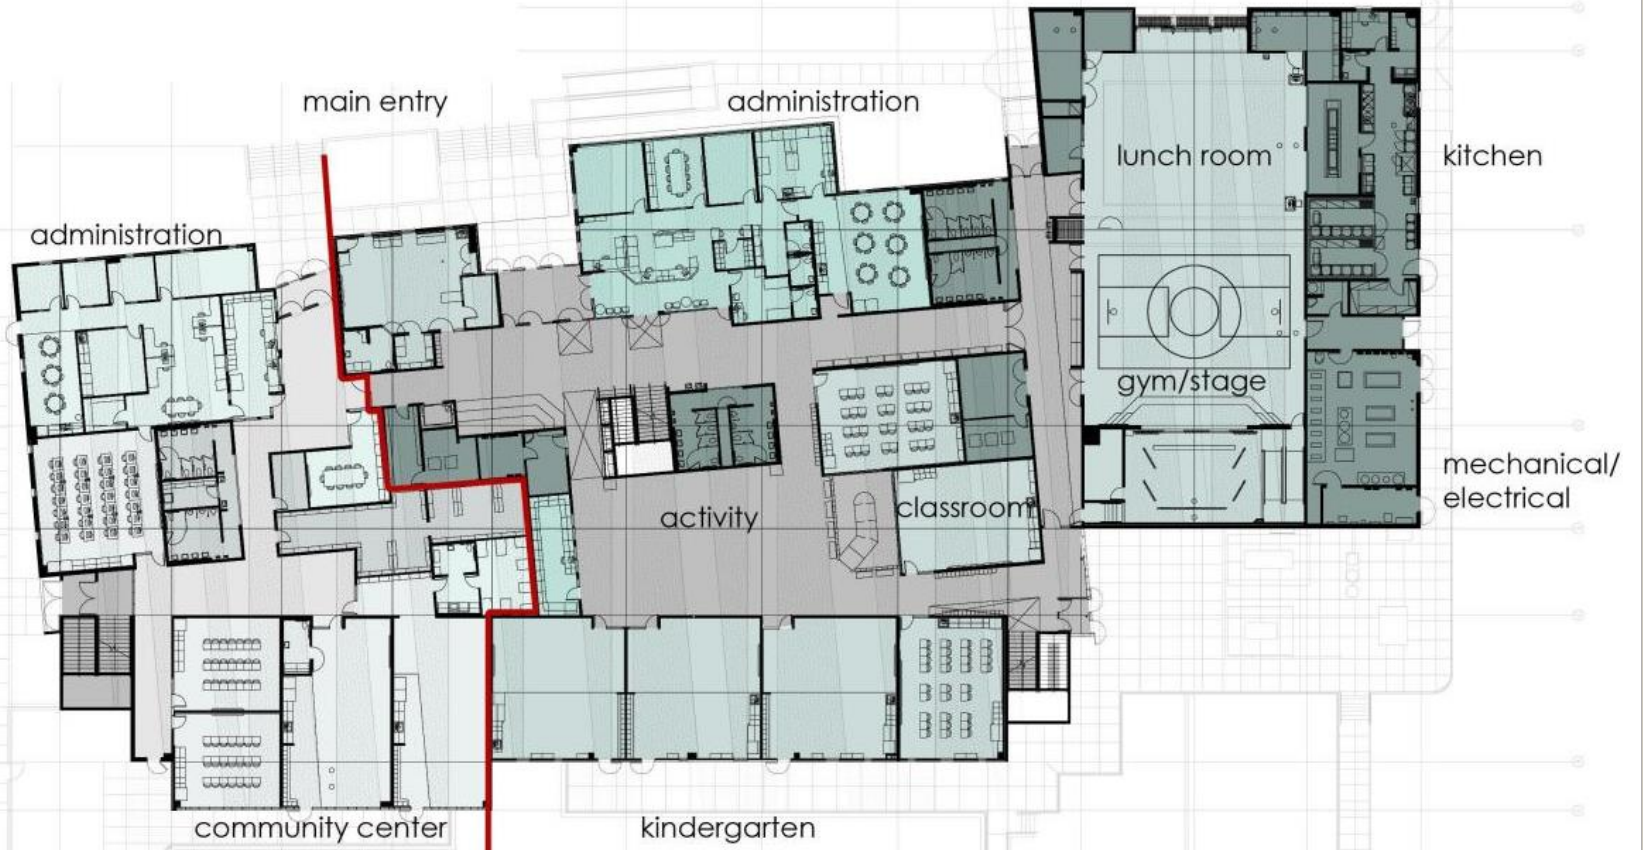 main entry
administration
lunch room
kitchen
administration
gym/stage
mechanical/
electrical
classroom
activity
community center
kindergarten